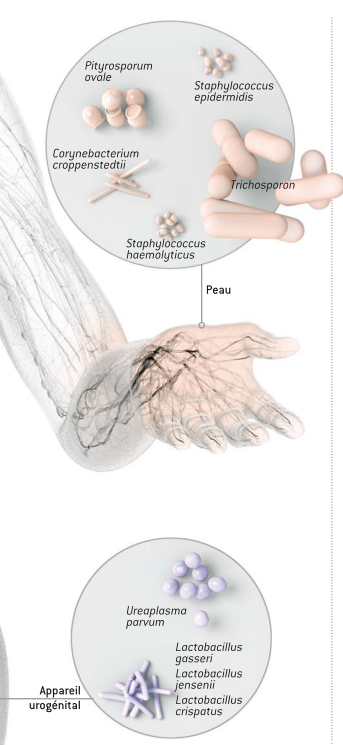 Pityrosporum
ovale
Staphylococcus
epidermidis
Corynebacterium
croppenstedtii
Trichosporon
Staphylococcus
haemolyticus
Peau
Ureaplasma
parvum
Lactobacillus
gasseri
Lactobacillus
jensenii
Lactobacillus
crispatus
Appareil
urogénital